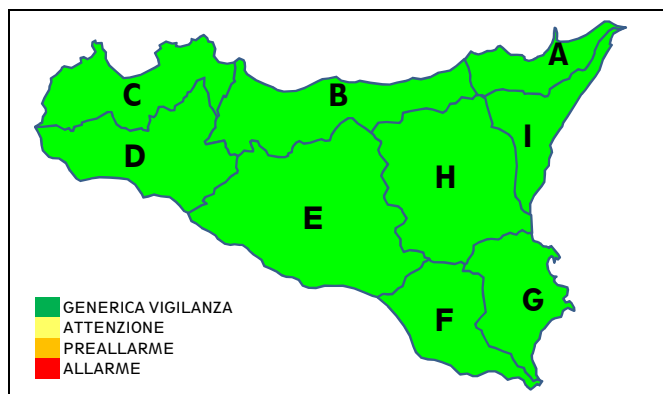 A
C
B
I
D
H
E
G
F
GENERICA VIGILANZA
ATTENZIONE
PREALLARME
ALLARME